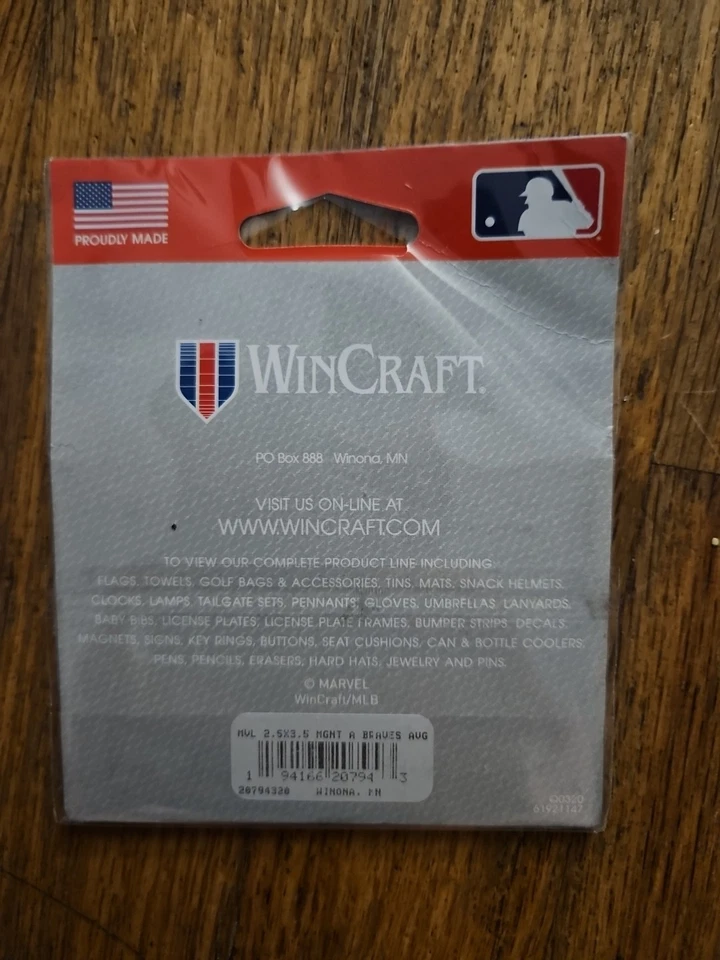 PROUDLY MADE
WINCRAFT.
PO Box 888 Winona, MN
VISIT US ON-LINE AT
WWW.WINCRAFT.COM
TO VIEW OUR COMPLETE PRODUCT LINE INCLUDING:
FLAGS, TOWELS, GOLF BAGS & ACCESSORIES, TINS, MATS, SNACK HELMETS,
CLOCKS, LAMPS, TAILGATE SETS, PENNANTS, GLOVES, UMBRELLAS, LANYARDS,
BABY BIBS, LICENSE PLATES, LICENSE PLATE FRAMES, BUMPER STRIPS, DECALS,
MAGNETS, SIGNS, KEY RINGS, BUTTONS, SEAT CUSHIONS, CAN & BOTTLE COOLERS,
PENS, PENCILS, ERASERS, HARD HATS, JEWELRY AND PINS.
© MARVEL
WinCraft/MLB
MVL 2.5X3.5 MGNT A BRAVES AVG
1 94166 20794 3
20794320 WINONA, MN
61921147